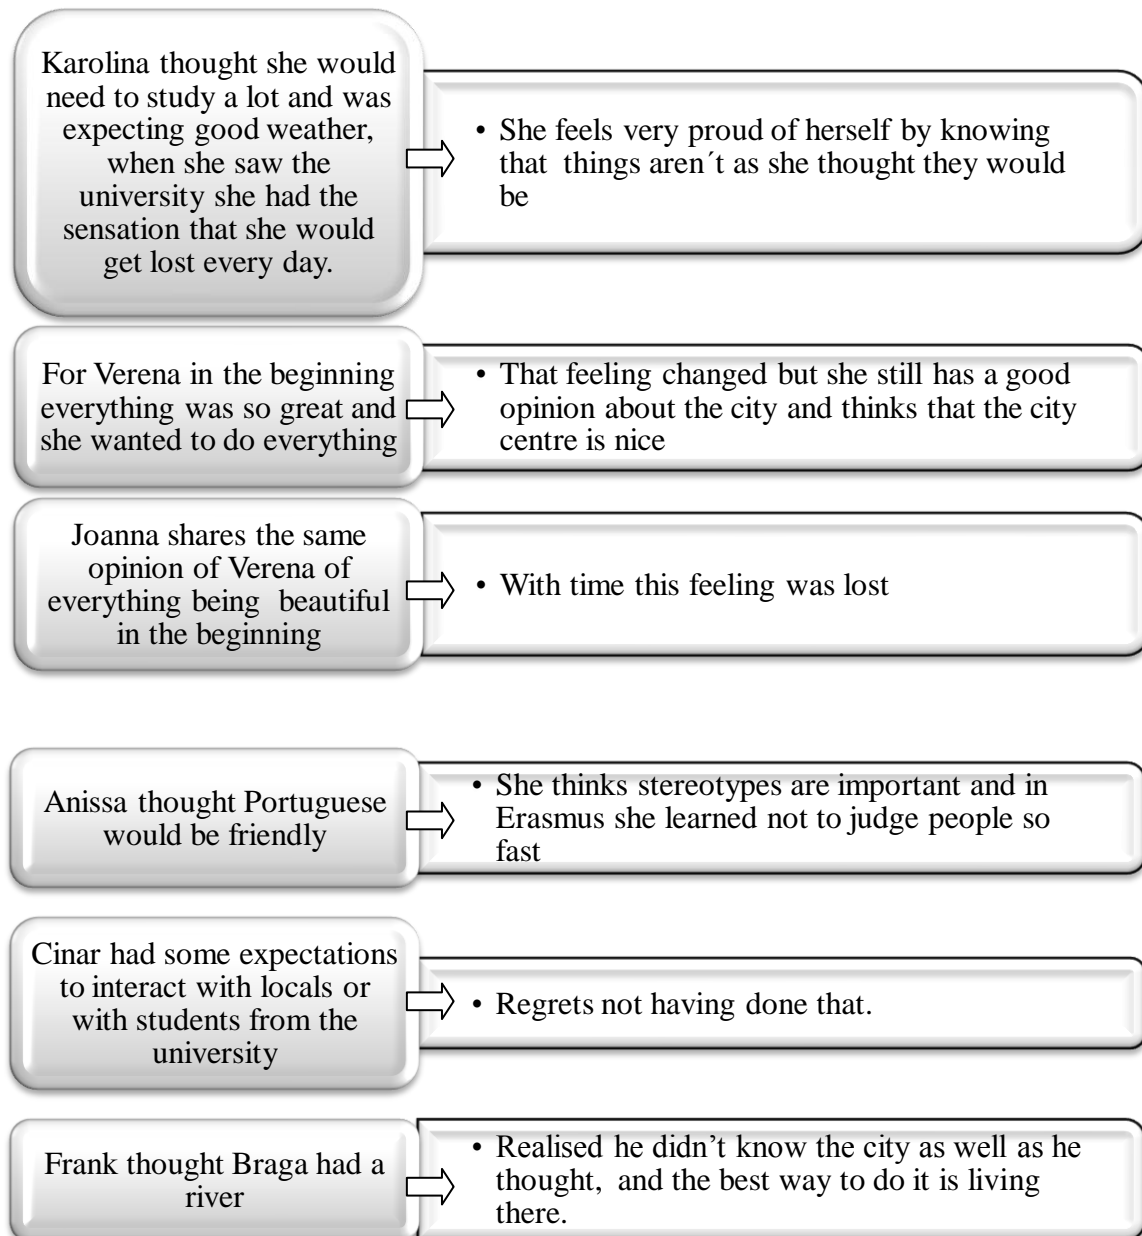 Karolina thought she would
need to study a lot and was
expecting good weather,
when she saw the
university she had the
sensation that she would
get lost every day.
• She feels very proud of herself by knowing
that things aren´t as she thought they would
be
For Verena in the beginning
everything was so great and
she wanted to do everything
• That feeling changed but she still has a good
opinion about the city and thinks that the city
centre is nice
Joanna shares the same
opinion of Verena of
everything being beautiful
in the beginning
• With time this feeling was lost
Anissa thought Portuguese
would be friendly
• She thinks stereotypes are important and in
Erasmus she learned not to judge people so
fast
Cinar had some expectations
to interact with locals or
with students from the
university
• Regrets not having done that.
Frank thought Braga had a
river
• Realised he didn’t know the city as well as he
thought, and the best way to do it is living
there.